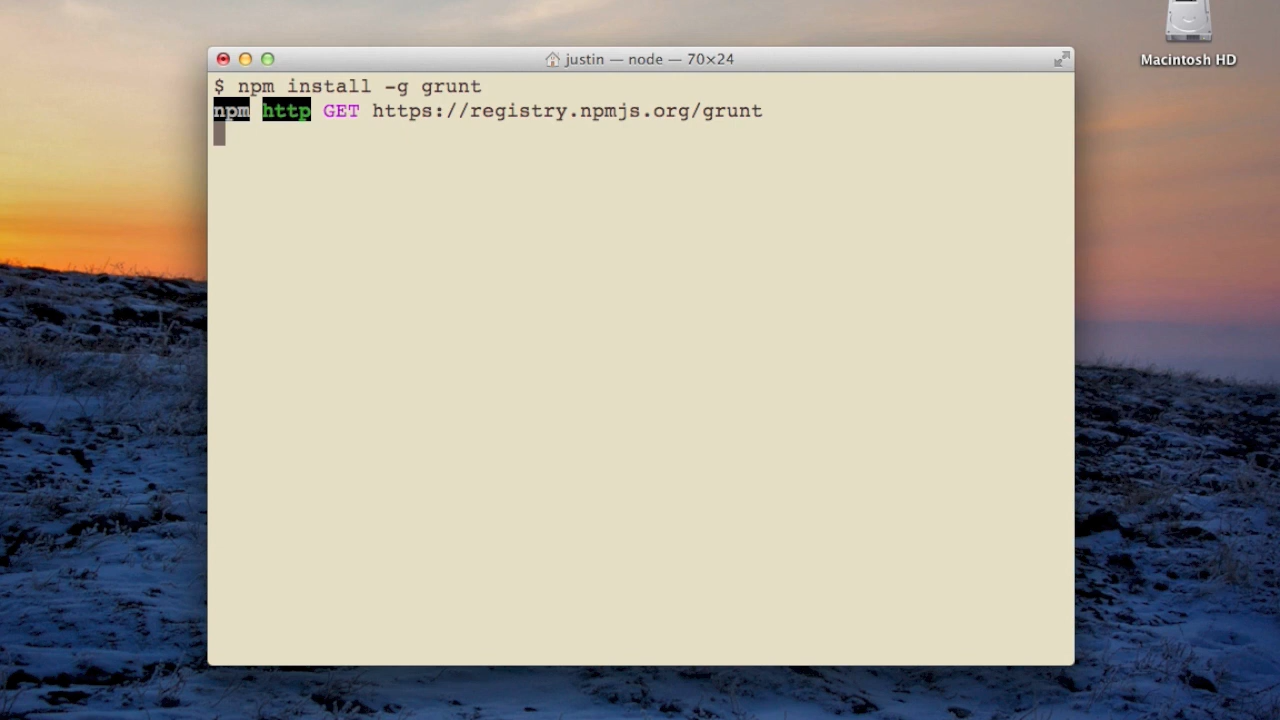 justin — node — 70×24
Macintosh HD
$ npm install -g grunt
npm http GET https://registry.npmjs.org/grunt